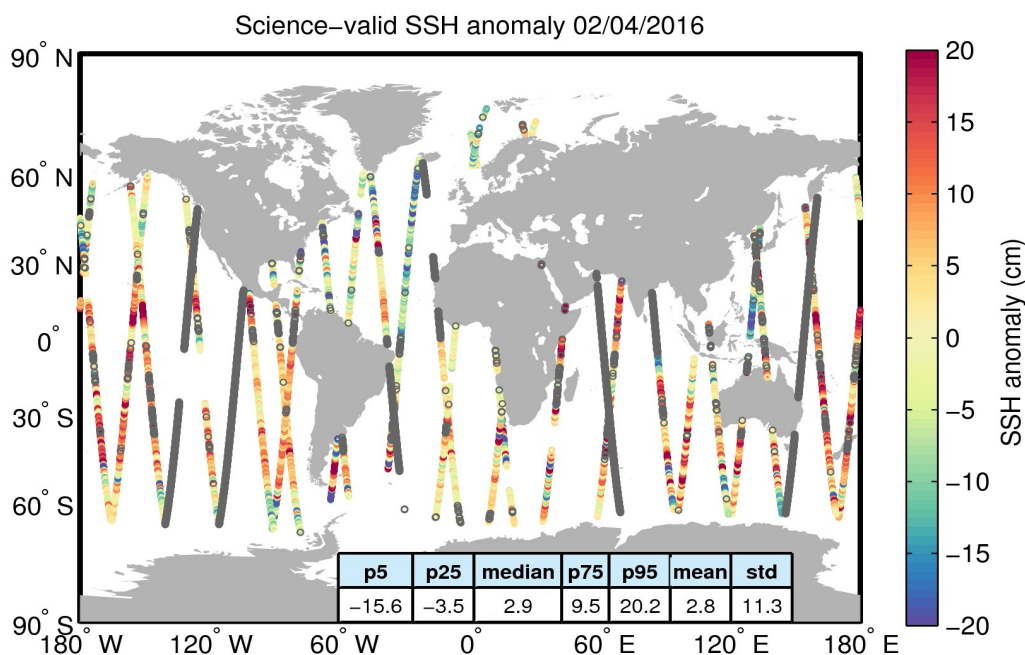 Science−valid SSH anomaly 02/04/2016
90° N
60° N
30° N
0°
30° S
60° S
90° S
180° W
120° W
60° W
0°
60° E
120° E
180° E
p5 p25 median p75 p95 mean std
−15.6 −3.5 2.9 9.5 20.2 2.8 11.3
20
15
10
5
0
−5
−10
−15
−20
SSH anomaly (cm)